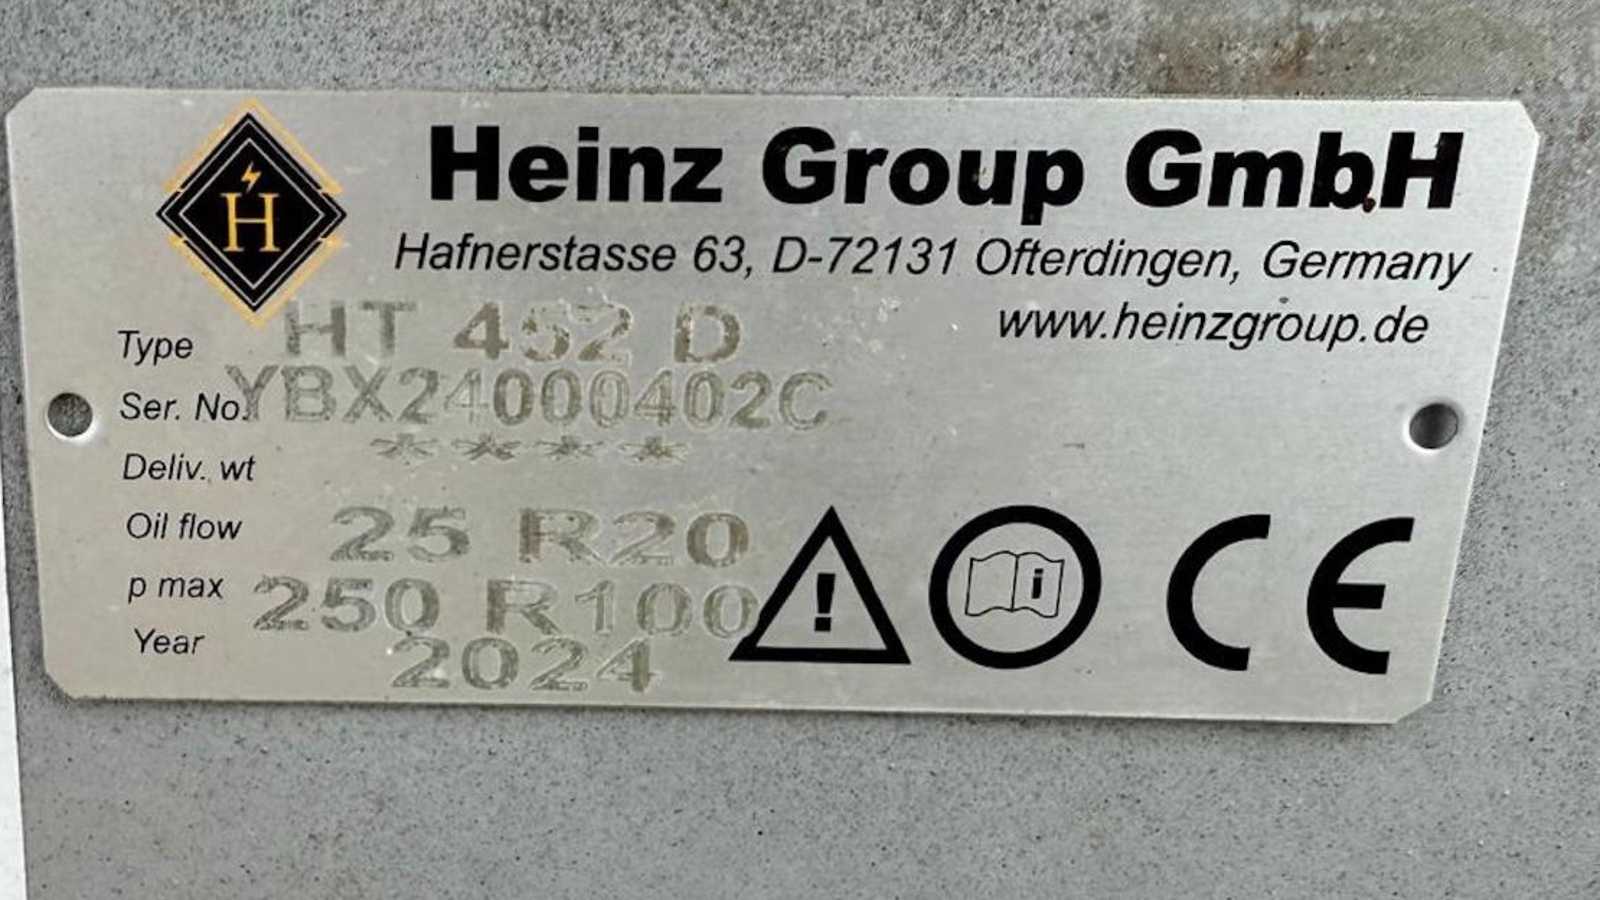 H
Heinz Group GmbH
Hafnerstasse 63, D-72131 Ofterdingen, Germany
www.heinzgroup.de
Type HT 452 D
Ser. No. YBX24000402C
Deliv. wt ****
Oil flow 25 R20
p max 250 R100
Year 2024
!
i
CE